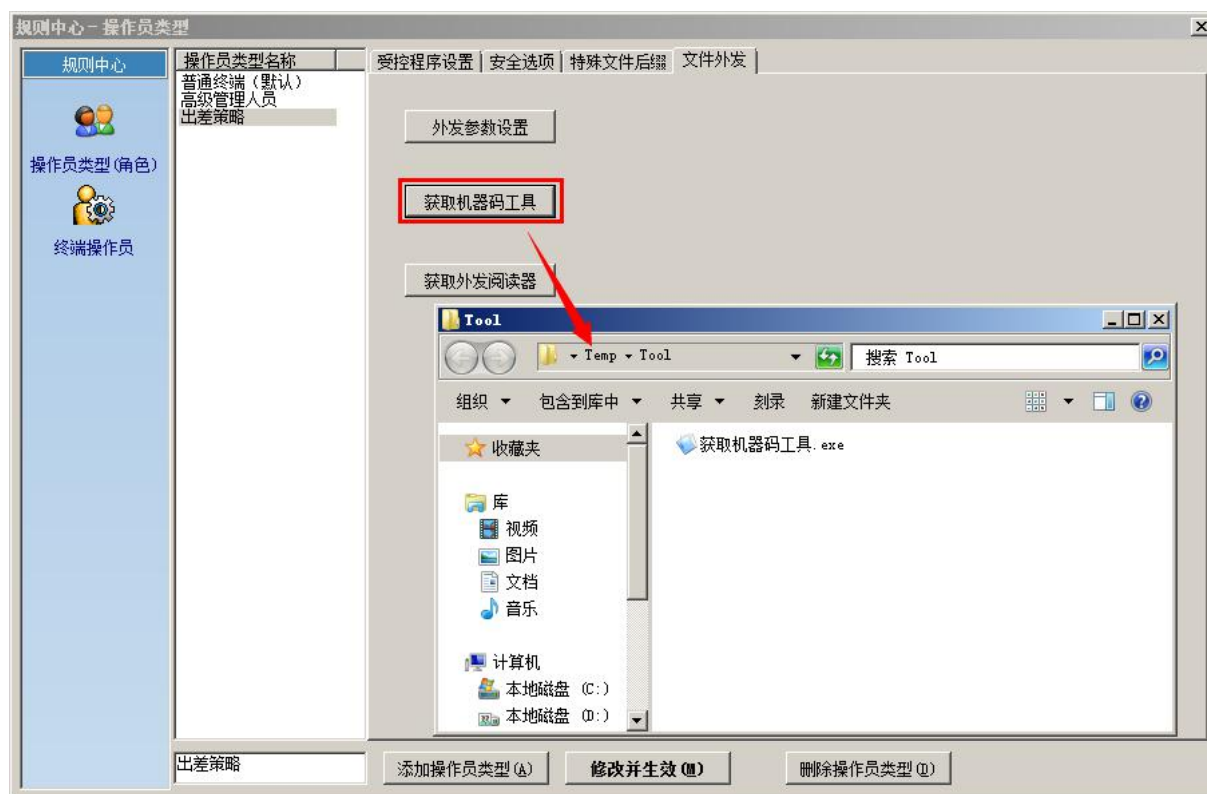 规则中心-操作员类型
规则中心
操作员类型(角色)
终端操作员
操作员类型名称
普通终端（默认）
高级管理人员
出差策略
受控程序设置 安全选项 特殊文件后缀 文件外发
外发参数设置
获取机器码工具
获取外发阅读器
Tool
Temp Tool
搜索 Tool
组织 包含到库中 共享 刻录 新建文件夹
收藏夹
库
视频
图片
文档
音乐
计算机
本地磁盘 (C:)
本地磁盘 (D:)
获取机器码工具.exe
出差策略
添加操作员类型(A) 修改并生效(M) 删除操作员类型(D)